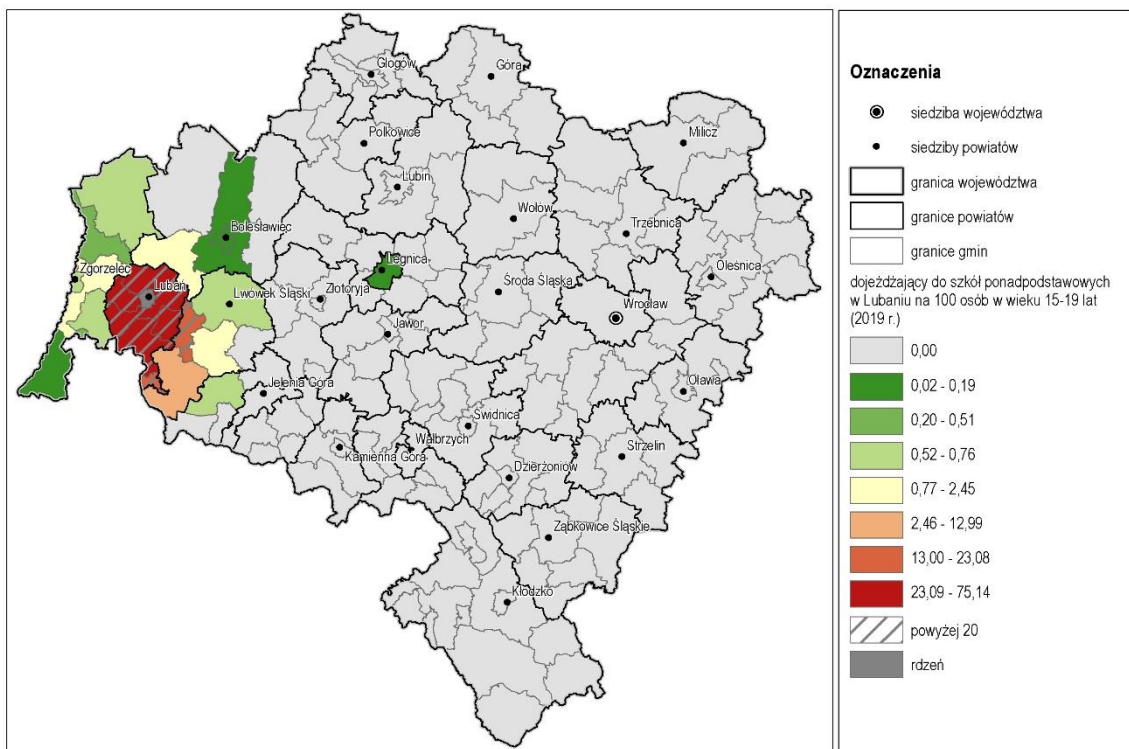 Głogów
Góra
Polkowice
Milicz
Lubin
Wołów
Trzebnica
Bolesławiec
Zgorzelec
Legnica
Oleśnica
Lubań
Lwówek Śląski
Złotoryja
Środa Śląska
Wrocław
Jawor
Jelenia Góra
Oława
Świdnica
Kamienna Góra
Wałbrzych
Strzelin
Dzierżoniów
Ząbkowice Śląskie
Kłodzko
Oznaczenia
siedziba województwa
siedziby powiatów
granica województwa
granice powiatów
granice gmin
dojeżdżający do szkół ponadpodstawowych
w Lubaniu na 100 osób w wieku 15-19 lat
(2019 r.)
0,00
0,02 - 0,19
0,20 - 0,51
0,52 - 0,76
0,77 - 2,45
2,46 - 12,99
13,00 - 23,08
23,09 - 75,14
powyżej 20
rdzeń